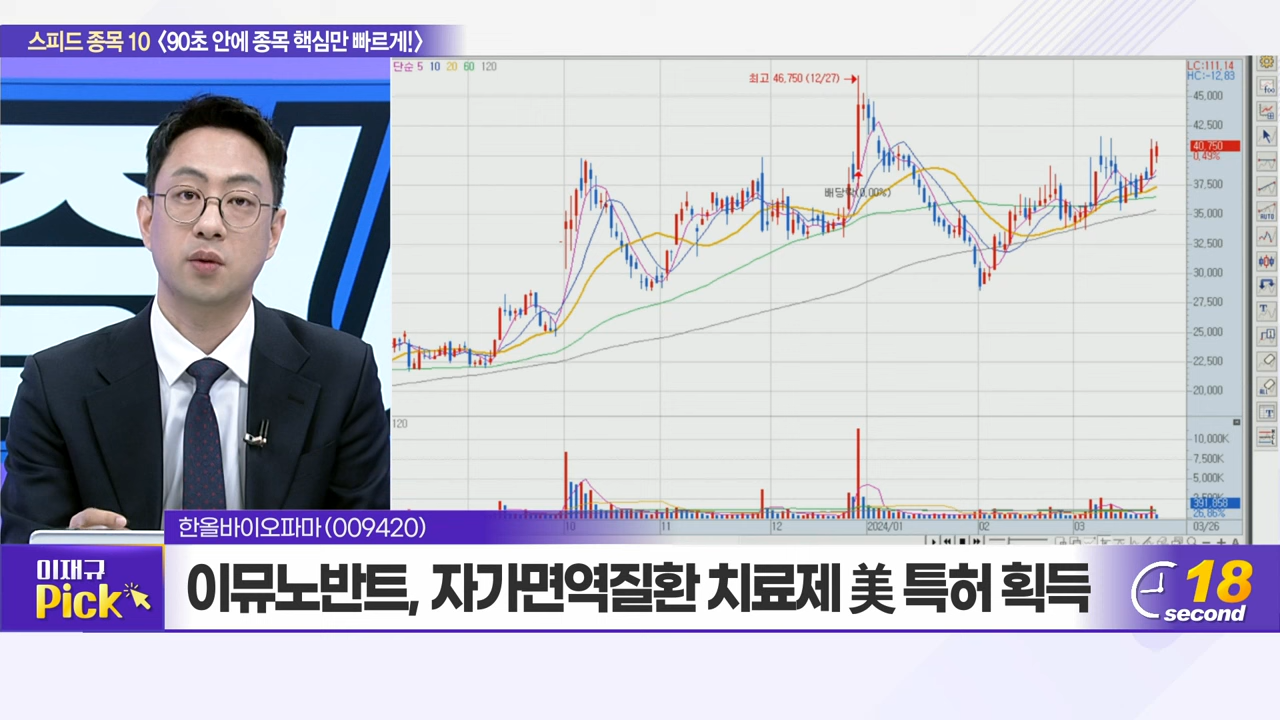 스피드 종목 10 <90초 안에 종목 핵심만 빠르게!>
단순 5 10 20 60 120
최고 46,750 (12/27)
LC:111.14
HC:-12.83
45,000
42,500
40,750
0.49%
37,500
35,000
32,500
30,000
27,500
25,000
22,500
20,000
120
10,000K
7,500K
5,000K
391,858
26.86%
10
11
12
2024/01
02
03
03/26
한올바이오파마(009420)
이재규
Pick
이뮤노반트, 자가면역질환 치료제 美 특허 획득
18
second